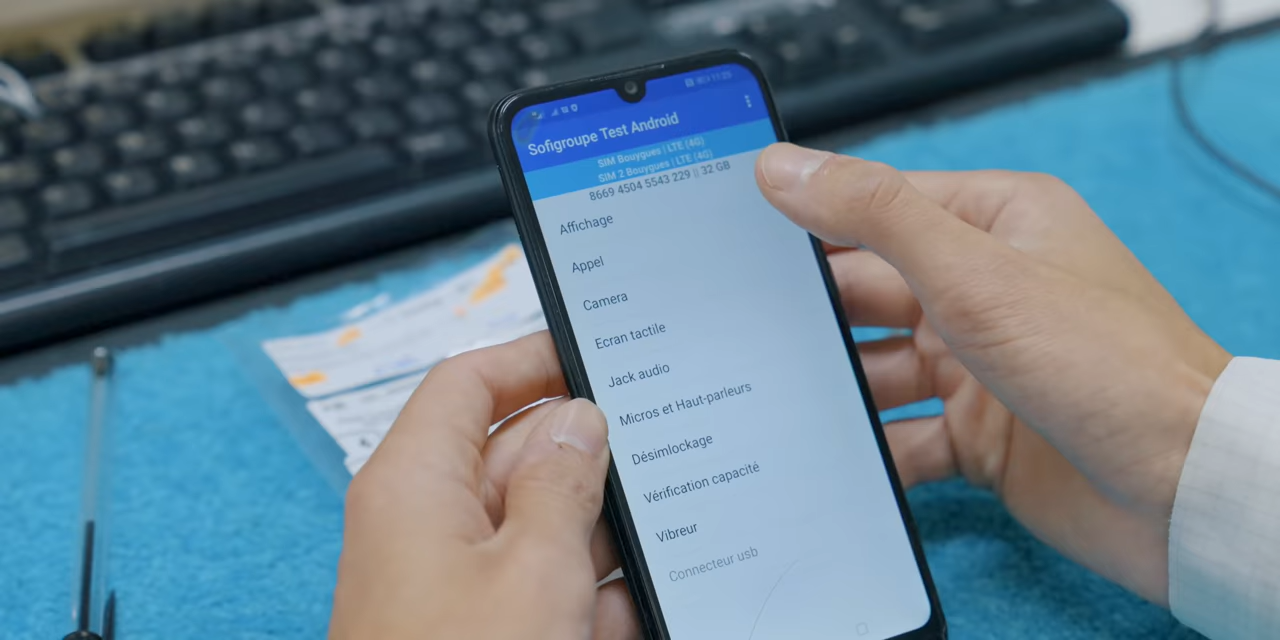 Sofigroupe Test Android
SIM Bouygues | LTE (4G)
SIM 2 Bouygues | LTE (4G)
8669 4504 5543 229 || 32 GB
Affichage
Appel
Camera
Ecran tactile
Jack audio
Micros et Haut-parleurs
Désimlockage
Vérification capacité
Vibreur
Connecteur usb